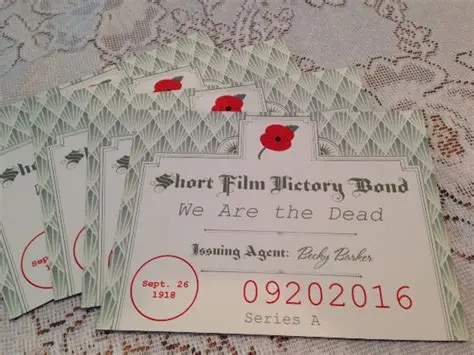 Short Film Victory Bond
We Are the Dead
Issuing Agent: Becky Barker
Sept. 26
1918
09202016
Series A